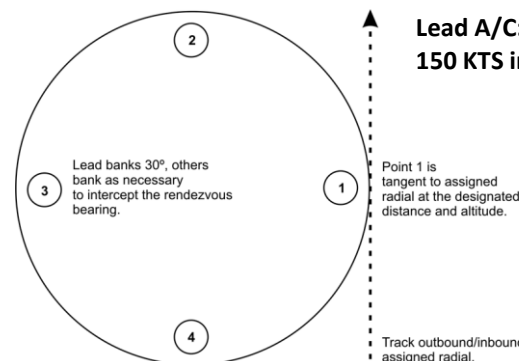 Lead A/C:
150 KTS in
2
Lead banks 30º, others
bank as necessary
to intercept the rendezvous
bearing.
3
1
Point 1 is
tangent to assigned
radial at the designated
distance and altitude.
4
Track outbound/inbound
assigned radial.